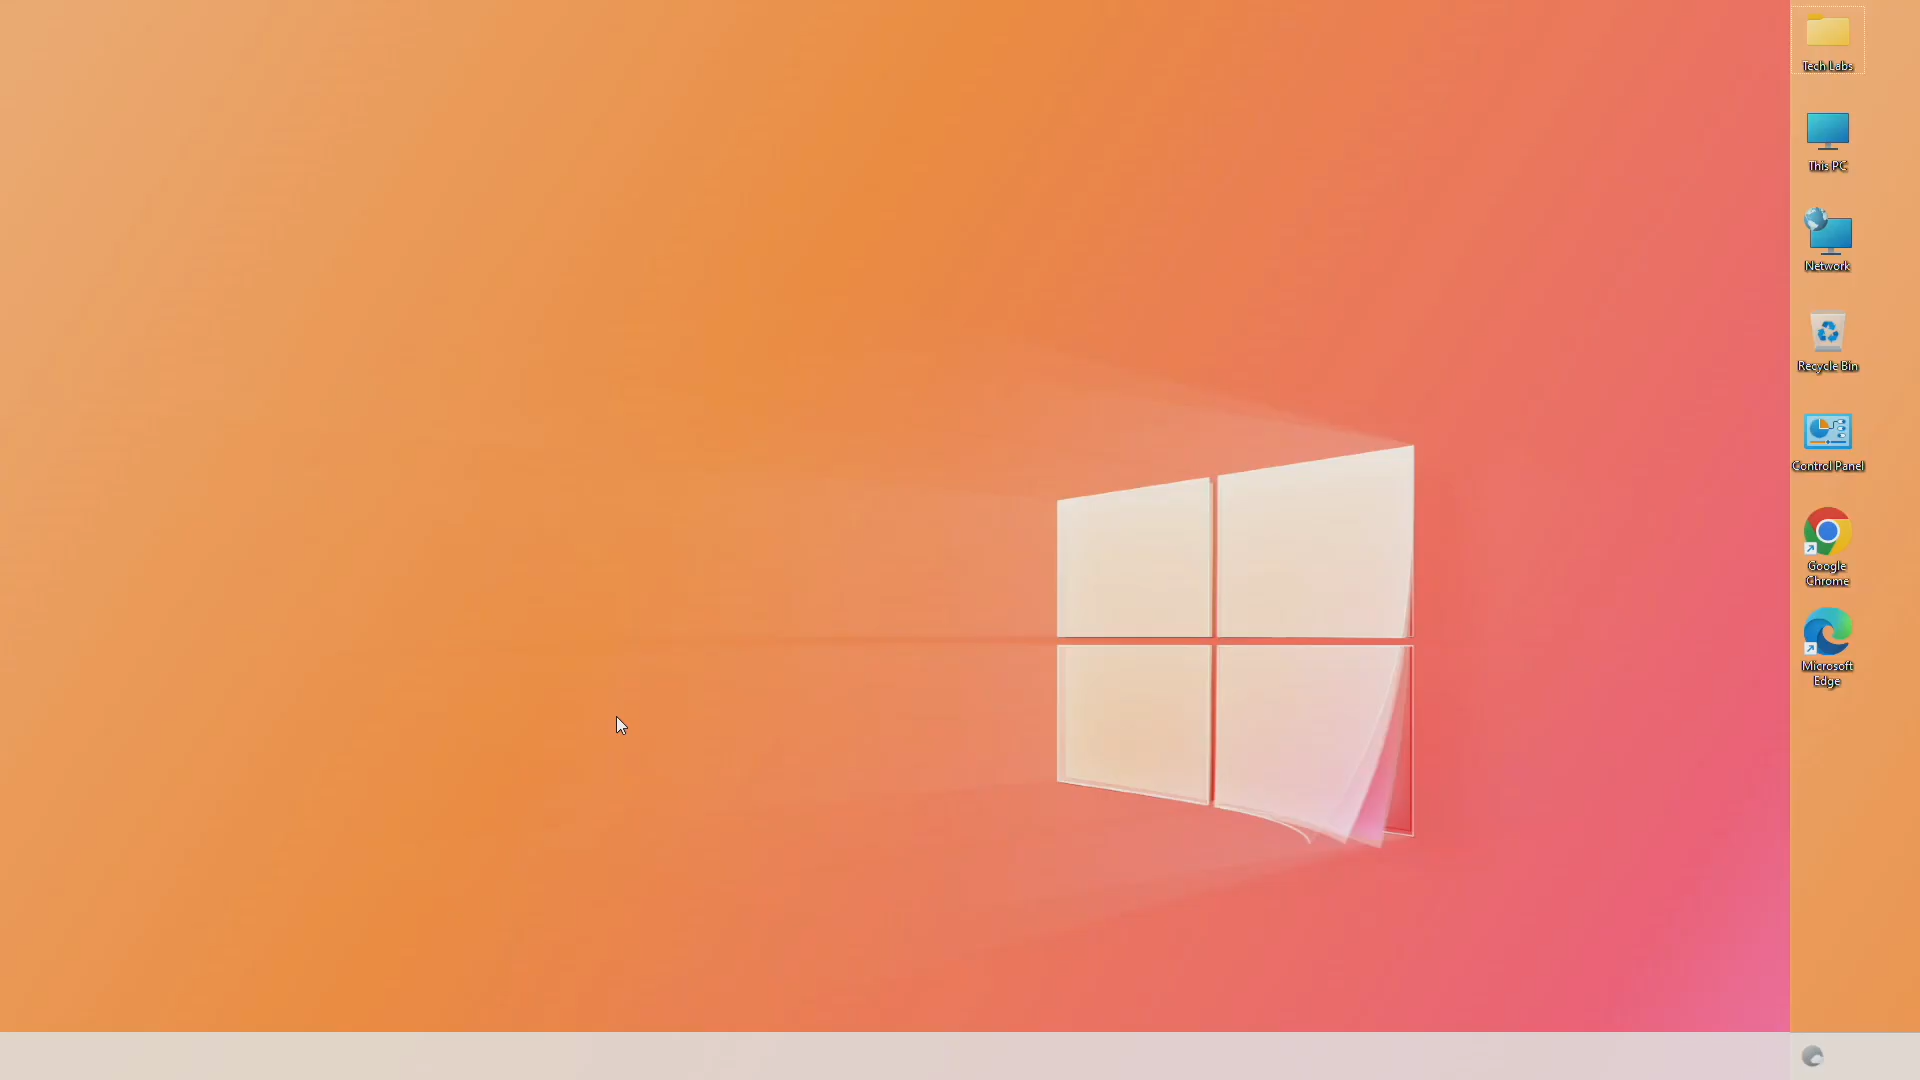 Tech Labs
This PC
Network
Recycle Bin
Control Panel
Google
Chrome
Microsoft
Edge